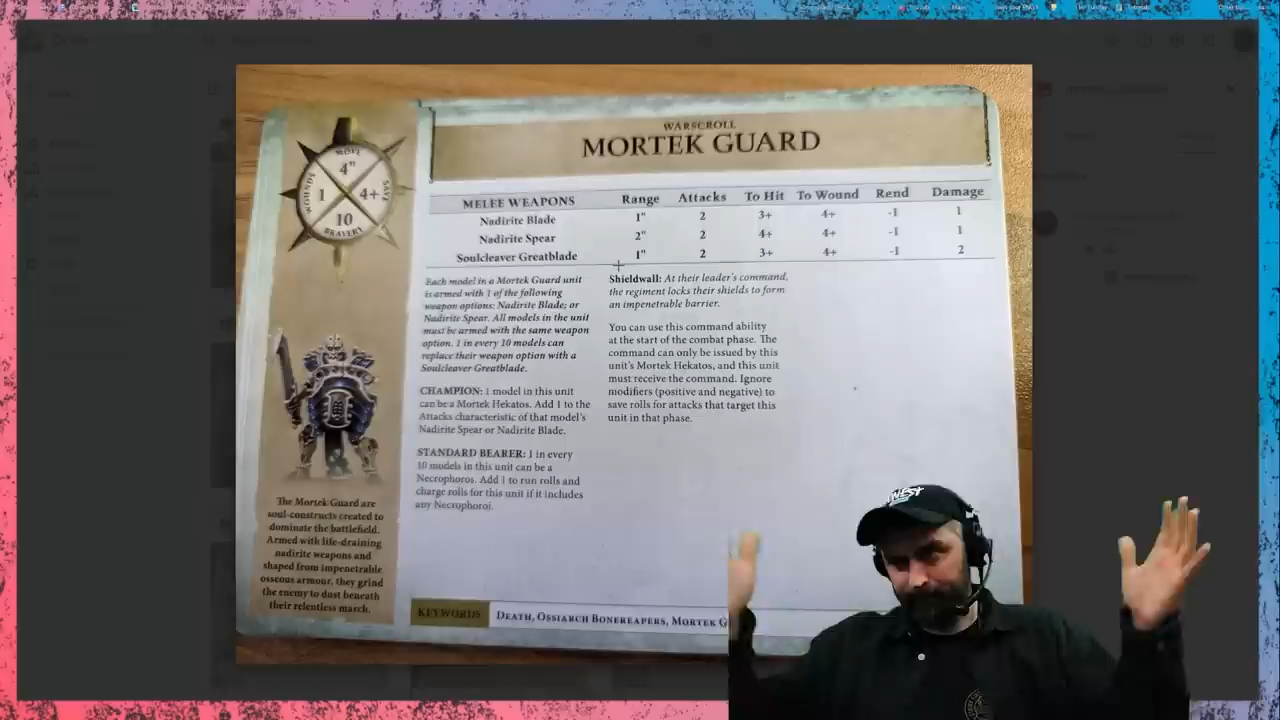 WARSCROLL
MORTEK GUARD
MOVE
4"
WOUNDS
1
4+
SAVE
10
BRAVERY
MELEE WEAPONS Range Attacks To Hit To Wound Rend Damage
Nadirite Blade 1" 2 3+ 4+ -1 1
Nadirite Spear 2" 2 4+ 4+ -1 1
Soulcleaver Greatblade 1" 2 3+ 4+ -1 2
Each model in a Mortek Guard unit
is armed with 1 of the following
weapon options: Nadirite Blade; or
Nadirite Spear. All models in the unit
must be armed with the same weapon
option. 1 in every 10 models can
replace their weapon option with a
Soulcleaver Greatblade.
CHAMPION: 1 model in this unit
can be a Mortek Hekatos. Add 1 to the
Attacks characteristic of that model's
Nadirite Spear or Nadirite Blade.
STANDARD BEARER: 1 in every
10 models in this unit can be a
Necrophoros. Add 1 to run rolls and
charge rolls for this unit if it includes
any Necrophoroi.
Shieldwall: At their leader's command,
the regiment locks their shields to form
an impenetrable barrier.
You can use this command ability
at the start of the combat phase. The
command can only be issued by this
unit's Mortek Hekatos, and this unit
must receive the command. Ignore
modifiers (positive and negative) to
save rolls for attacks that target this
unit in that phase.
The Mortek Guard are
soul-constructs created to
dominate the battlefield.
Armed with life-draining
nadirite weapons and
shaped from impenetrable
osseous armour, they grind
the enemy to dust beneath
their relentless march.
KEYWORDS DEATH, OSSIARCH BONEREAPERS, MORTEK G